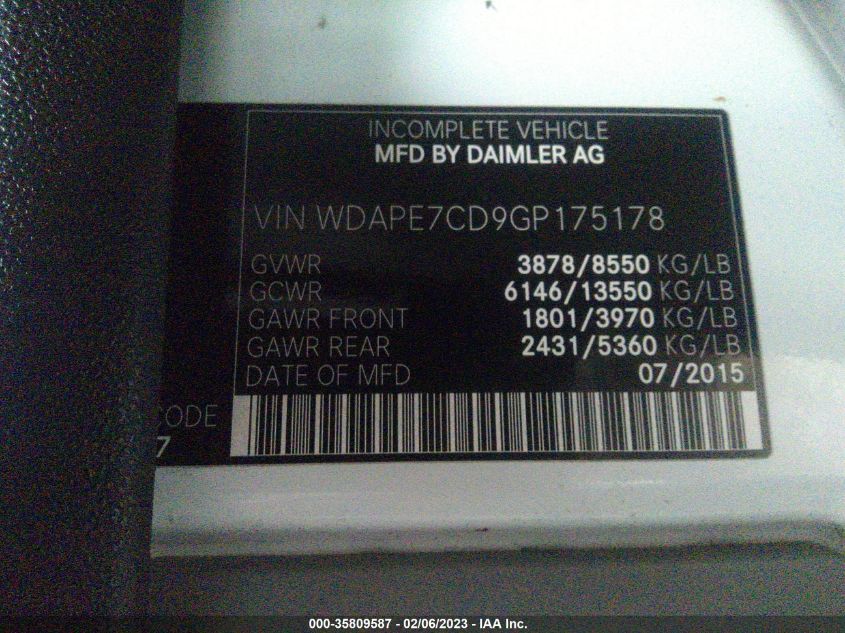 INCOMPLETE VEHICLE
MFD BY DAIMLER AG
VIN WDAPE7CD9GP175178
GVWR 3878/8550 KG/LB
GCWR 6146/13550 KG/LB
GAWR FRONT 1801/3970 KG/LB
GAWR REAR 2431/5360 KG/LB
DATE OF MFD 07/2015
ODE
7
000-35809587 - 02/06/2023 - IAA Inc.